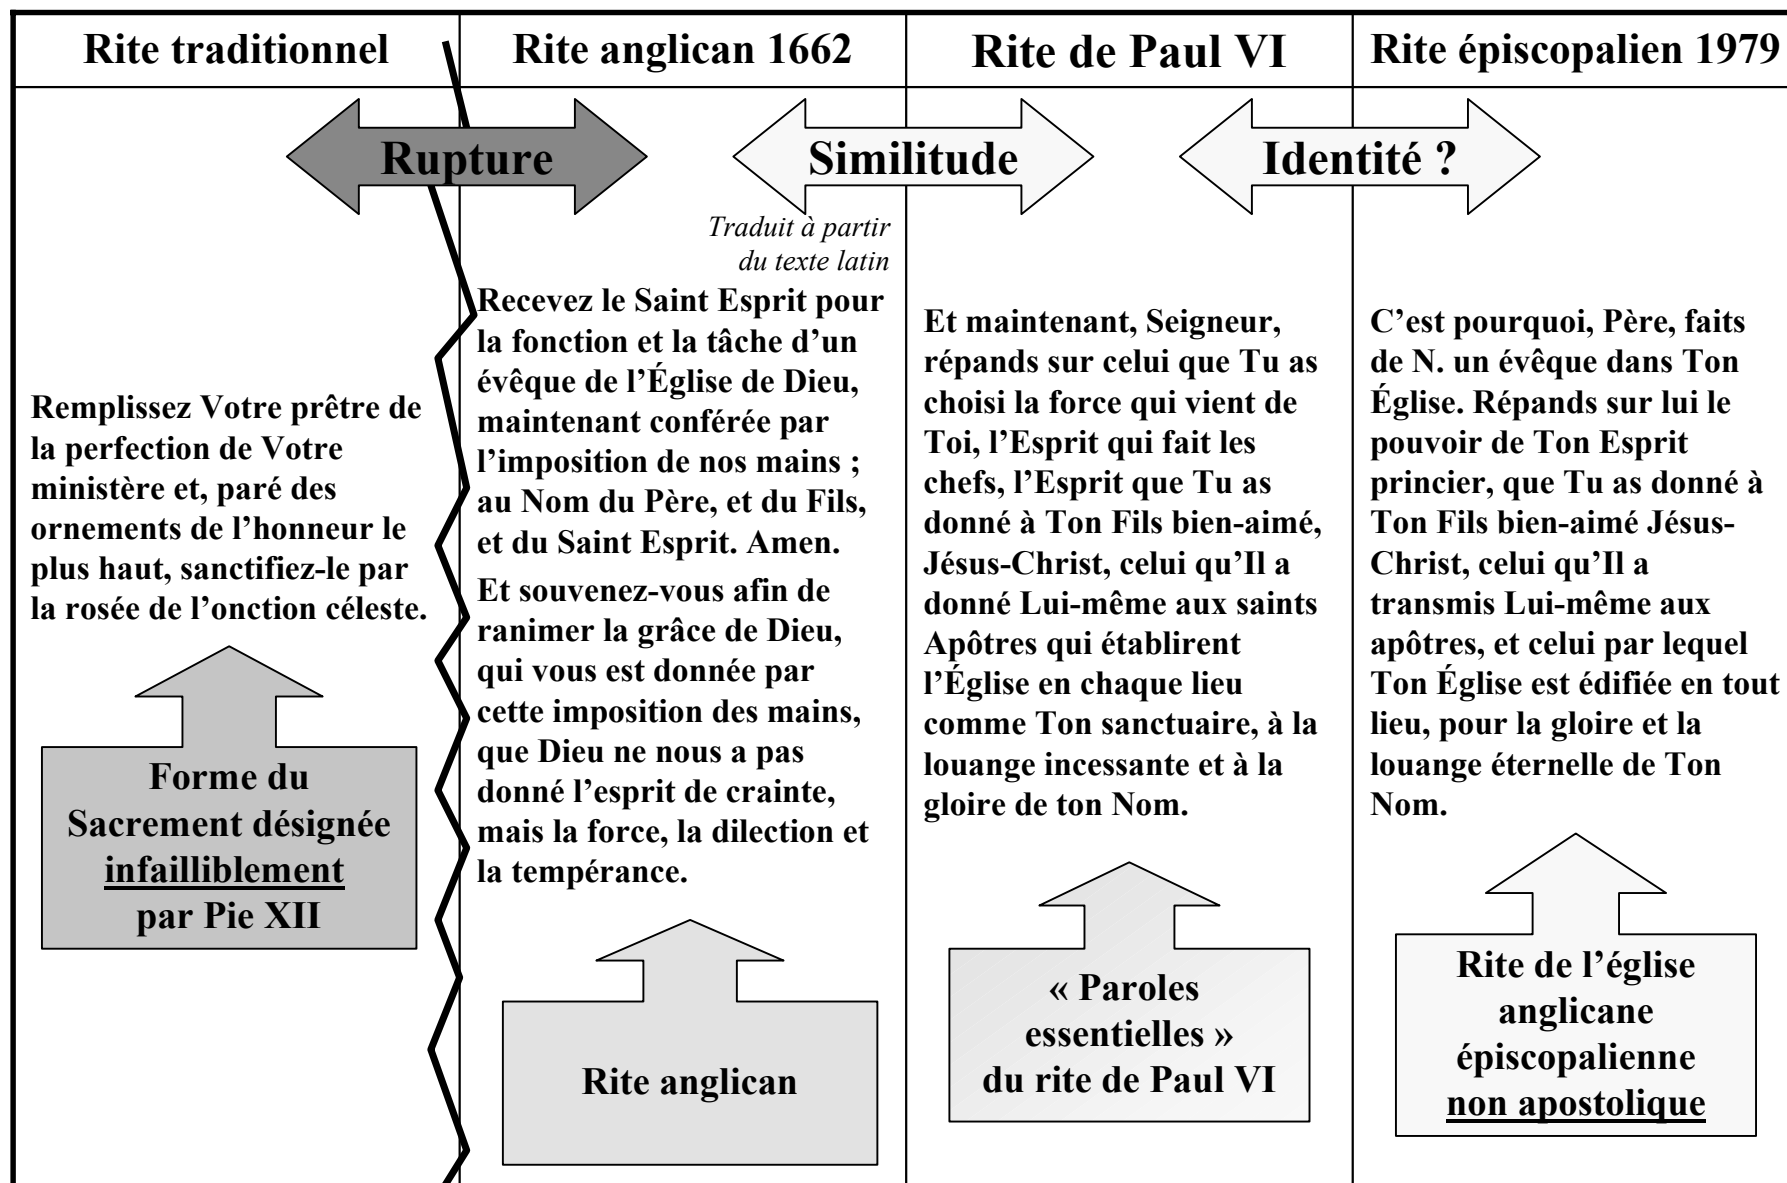 Rite traditionnel
Rite anglican 1662
Rite de Paul VI
Rite épiscopalien 1979
Rupture
Similitude
Identité ?
Remplissez Votre prêtre de
la perfection de Votre
ministère et, paré des
ornements de l’honneur le
plus haut, sanctifiez-le par
la rosée de l’onction céleste.
Forme du
Sacrement désignée
infailliblement
par Pie XII
Traduit à partir
du texte latin
Recevez le Saint Esprit pour
la fonction et la tâche d’un
évêque de l’Église de Dieu,
maintenant conférée par
l’imposition de nos mains ;
au Nom du Père, et du Fils,
et du Saint Esprit. Amen.
Et souvenez-vous afin de
ranimer la grâce de Dieu,
qui vous est donnée par
cette imposition des mains,
que Dieu ne nous a pas
donné l’esprit de crainte,
mais la force, la dilection et
la tempérance.
Rite anglican
Et maintenant, Seigneur,
répands sur celui que Tu as
choisi la force qui vient de
Toi, l’Esprit qui fait les
chefs, l’Esprit que Tu as
donné à Ton Fils bien-aimé,
Jésus-Christ, celui qu’Il a
donné Lui-même aux saints
Apôtres qui établirent
l’Église en chaque lieu
comme Ton sanctuaire, à la
louange incessante et à la
gloire de ton Nom.
« Paroles
essentielles »
du rite de Paul VI
C’est pourquoi, Père, faits
de N. un évêque dans Ton
Église. Répands sur lui le
pouvoir de Ton Esprit
princier, que Tu as donné à
Ton Fils bien-aimé Jésus-
Christ, celui qu’Il a
transmis Lui-même aux
apôtres, et celui par lequel
Ton Église est édifiée en tout
lieu, pour la gloire et la
louange éternelle de Ton
Nom.
Rite de l’église
anglicane
épiscopalienne
non apostolique